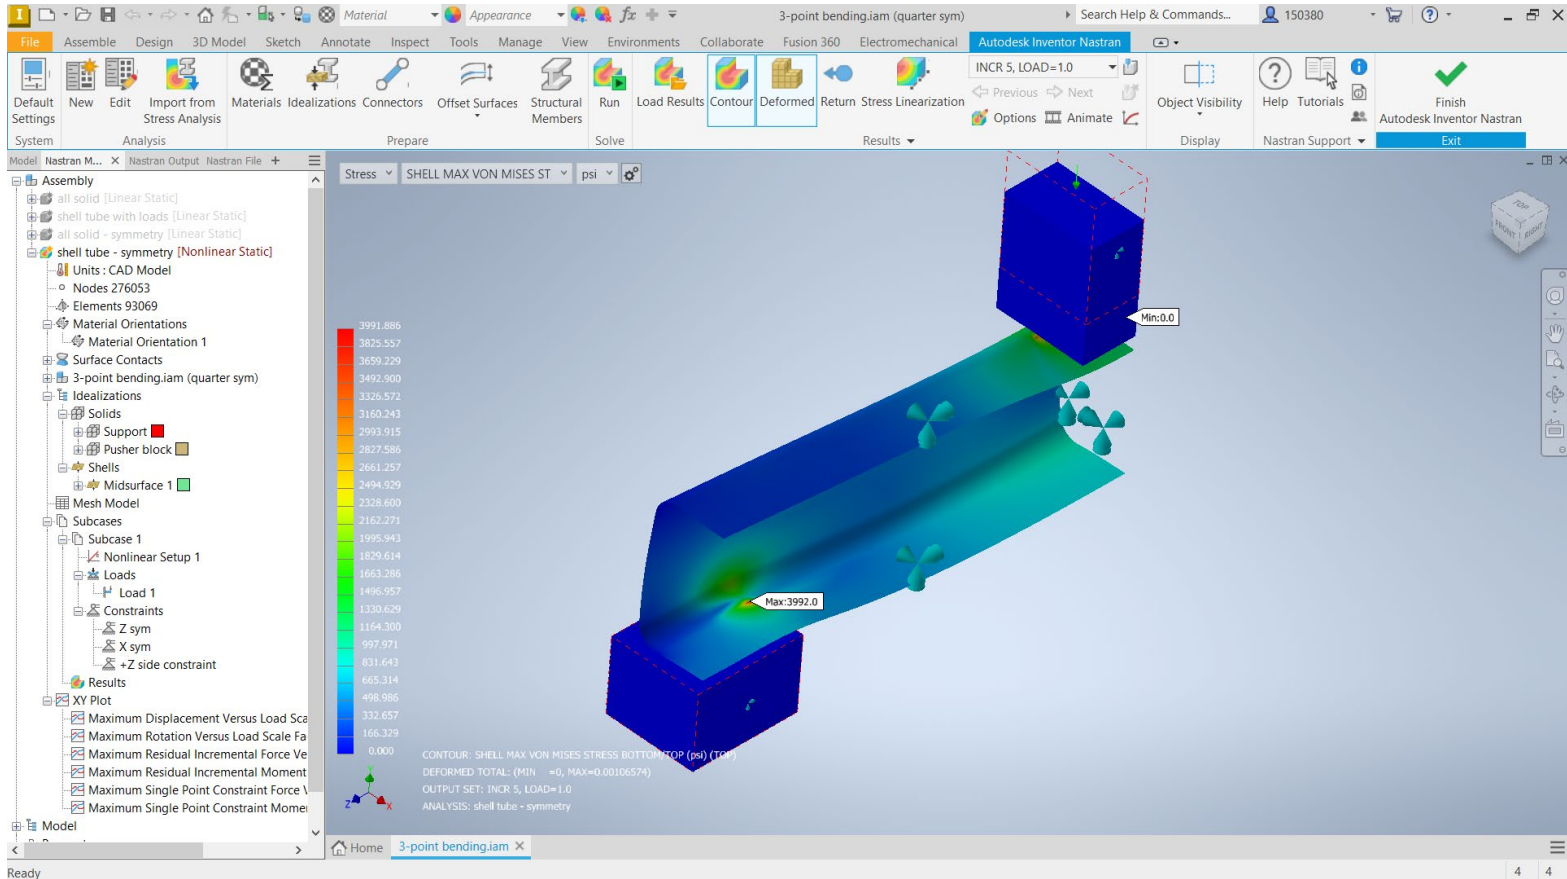 Material
Appearance
3-point bending.iam (quarter sym)
Search Help & Commands...
150380
File Assemble Design 3D Model Sketch Annotate Inspect Tools Manage View Environments Collaborate Fusion 360 Electromechanical Autodesk Inventor Nastran
Default Settings
New
Edit
Import from Stress Analysis
Materials
Idealizations
Connectors
Offset Surfaces
Structural Members
Run
Load Results
Contour
Deformed
Return
Stress Linearization
INCR 5, LOAD=1.0
Previous
Next
Options
Animate
Object Visibility
Help
Tutorials
Finish Autodesk Inventor Nastran
System
Analysis
Prepare
Solve
Results
Display
Nastran Support
Exit
Model
Nastran M...
Nastran Output
Nastran File
Assembly
all solid [Linear Static]
shell tube with loads [Linear Static]
all solid - symmetry [Linear Static]
shell tube - symmetry [Nonlinear Static]
Units : CAD Model
Nodes 276053
Elements 93069
Material Orientations
Material Orientation 1
Surface Contacts
3-point bending.iam (quarter sym)
Idealizations
Solids
Support
Pusher block
Shells
Midsurface 1
Mesh Model
Subcases
Subcase 1
Nonlinear Setup 1
Loads
Load 1
Constraints
Z sym
X sym
+Z side constraint
Results
XY Plot
Maximum Displacement Versus Load Sca
Maximum Rotation Versus Load Scale Fa
Maximum Residual Incremental Force Ve
Maximum Residual Incremental Moment
Maximum Single Point Constraint Force V
Maximum Single Point Constraint Momen
Model
Stress
SHELL MAX VON MISES ST
psi
TOP
FRONT
RIGHT
Min:0.0
Max:3992.0
3991.886
3825.557
3659.229
3492.900
3326.572
3160.243
2993.915
2827.586
2661.257
2494.929
2328.600
2162.271
1995.943
1829.614
1663.286
1496.957
1330.629
1164.300
997.971
831.643
665.314
498.986
332.657
166.329
0.000
CONTOUR: SHELL MAX VON MISES STRESS BOTTOM/TOP (psi) (TOP)
DEFORMED TOTAL: (MIN =0, MAX=0.00106574)
OUTPUT SET: INCR 5, LOAD=1.0
ANALYSIS: shell tube - symmetry
Y
Z
X
Home
3-point bending.iam
Ready
4 4